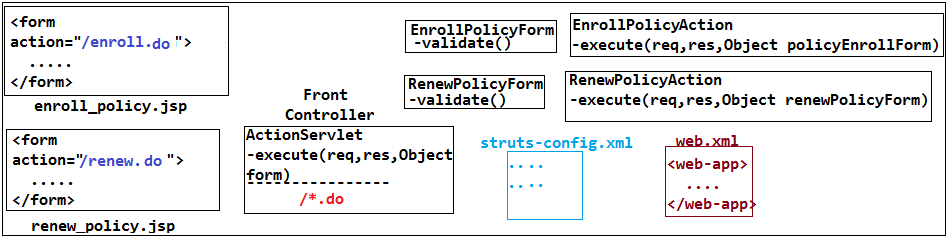 <form
action="/enroll.do ">
.....
</form>
enroll_policy.jsp
<form
action="/renew.do ">
.....
</form>
renew_policy.jsp
Front
Controller
ActionServlet
-execute(req,res,Object
form)
----------------
/*.do
EnrollPolicyForm
-validate()
RenewPolicyForm
-validate()
EnrollPolicyAction
-execute(req,res,Object policyEnrollForm)
RenewPolicyAction
-execute(req,res,Object renewPolicyForm)
struts-config.xml
....
....
web.xml
<web-app>
....
</web-app>